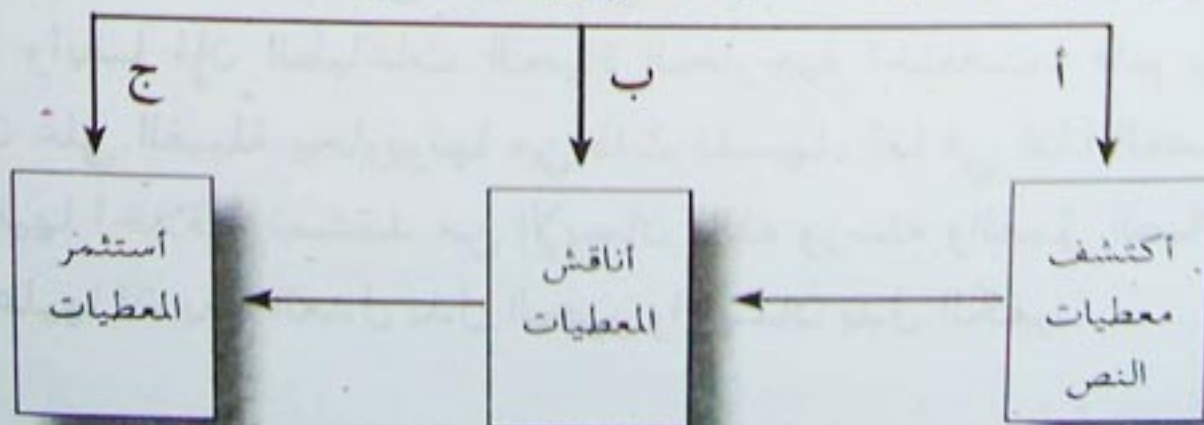 أ
ب
ج
أكتشف
معطيات
النص
أناقش
المعطيات
أستثمر
المعطيات